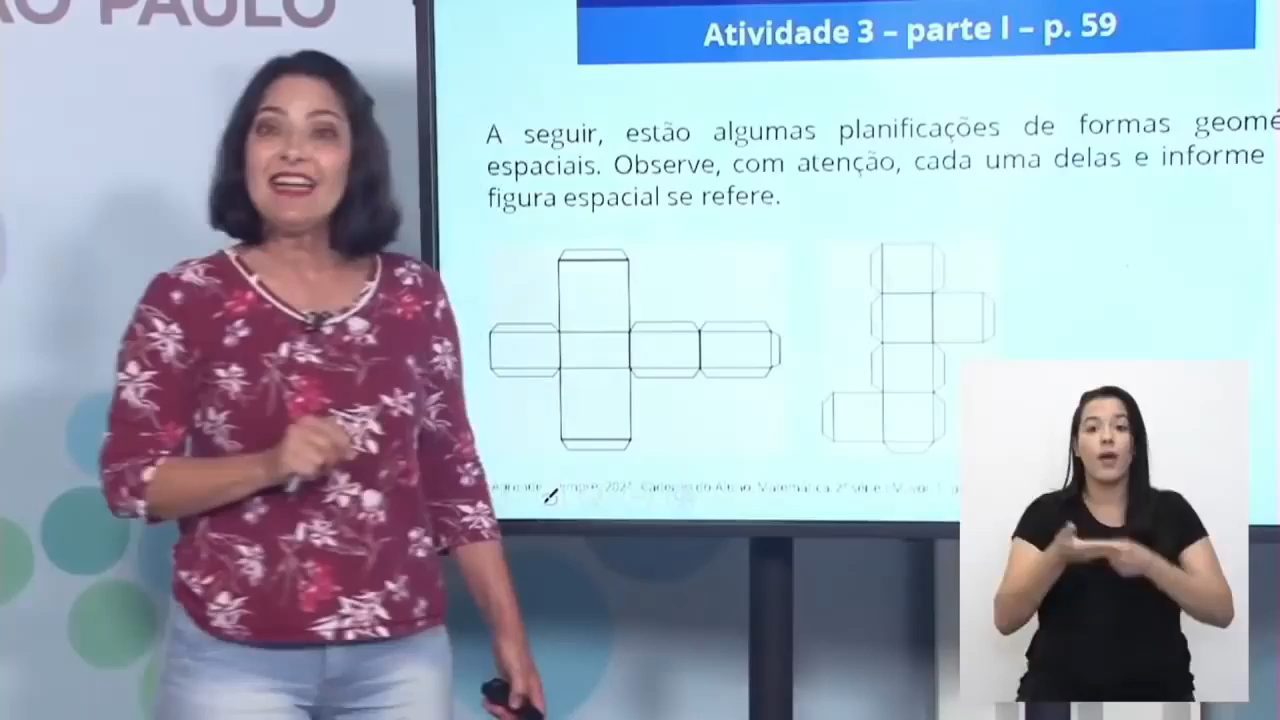 ÃO PAULO
Atividade 3 – parte I – p. 59
A seguir, estão algumas planificações de formas geomé
espaciais. Observe, com atenção, cada uma delas e informe
figura espacial se refere.